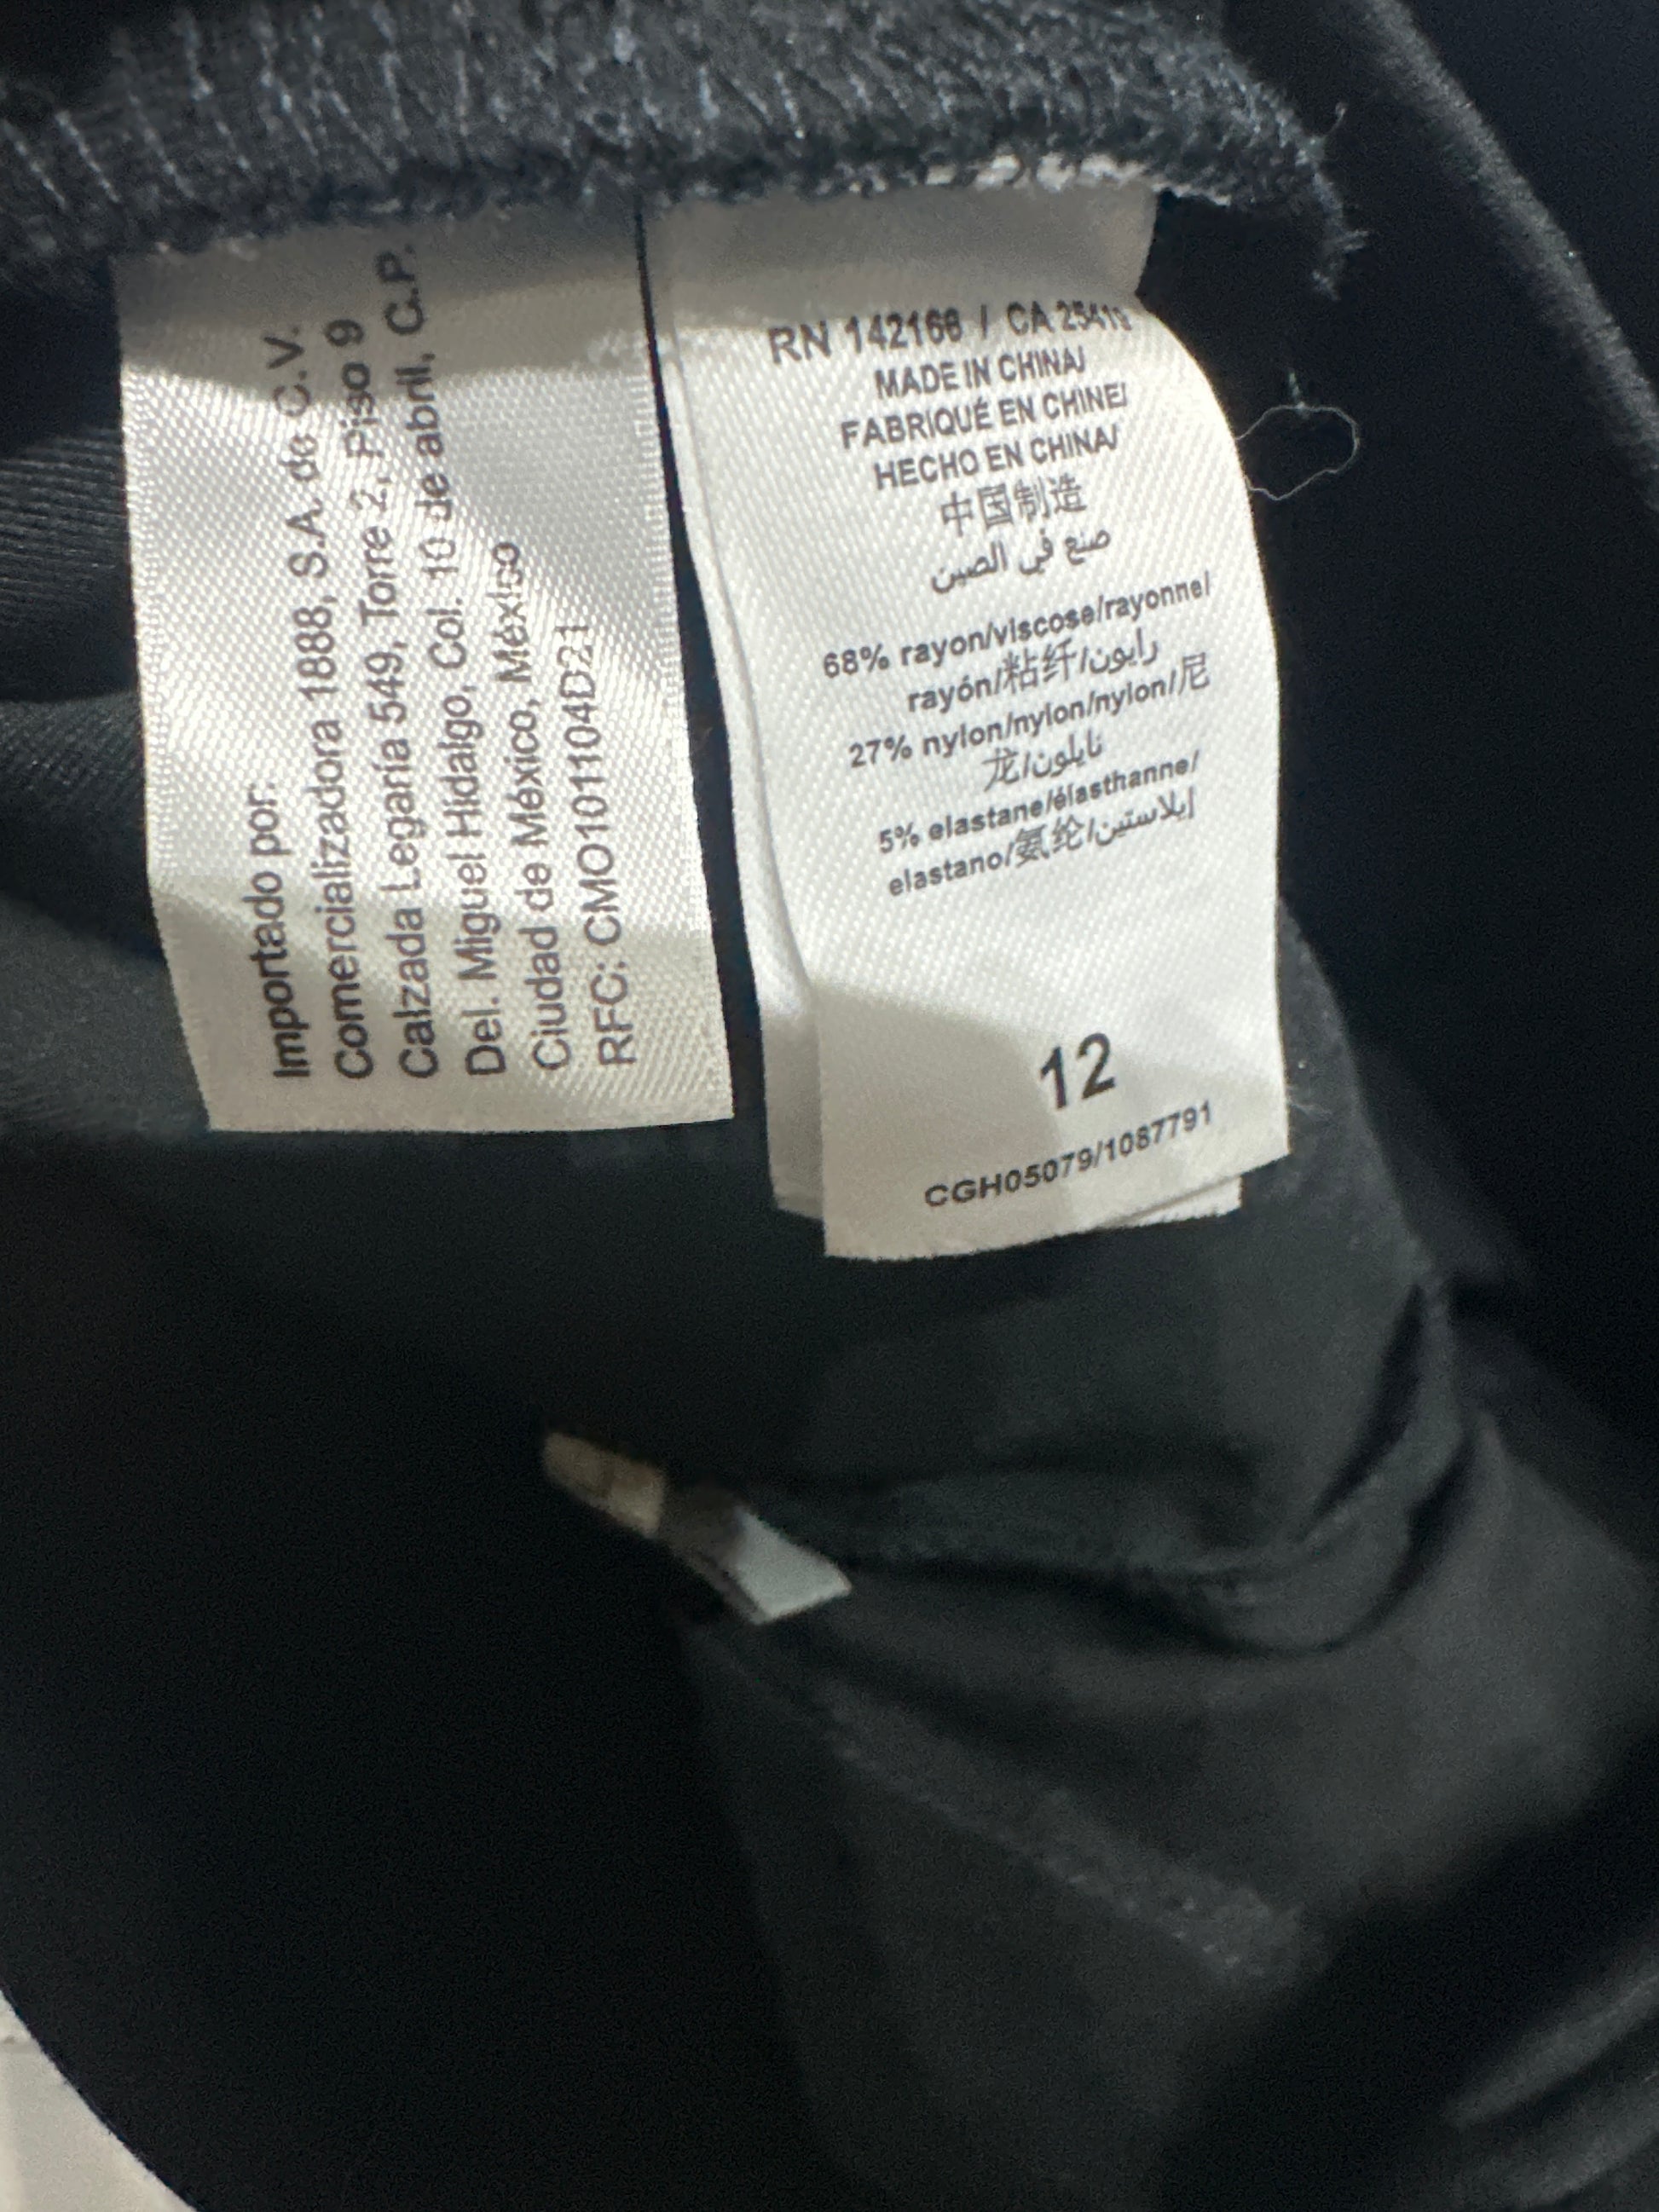 Importado por:
Comercializadora 1888, S.A. de C.V.
Calzada Legaría 549, Torre 2, Piso 9
Del. Miguel Hidalgo, Col. 10 de abril, C.P.
Ciudad de México, México
RFC: CMO101104D21
RN 142166 / CA
MADE IN CHINA/
FABRIQUÉ EN CHINE/
HECHO EN CHINA/
中国制造
صنع في الصين
68% rayon/viscose/rayonne/
rayón/粘纤/رايون
27% nylon/nylon/nylon/尼
龙/نايلون
5% elastane/élasthanne/
elastano/氨纶/إيلاستين
12
CGH05079/1087791